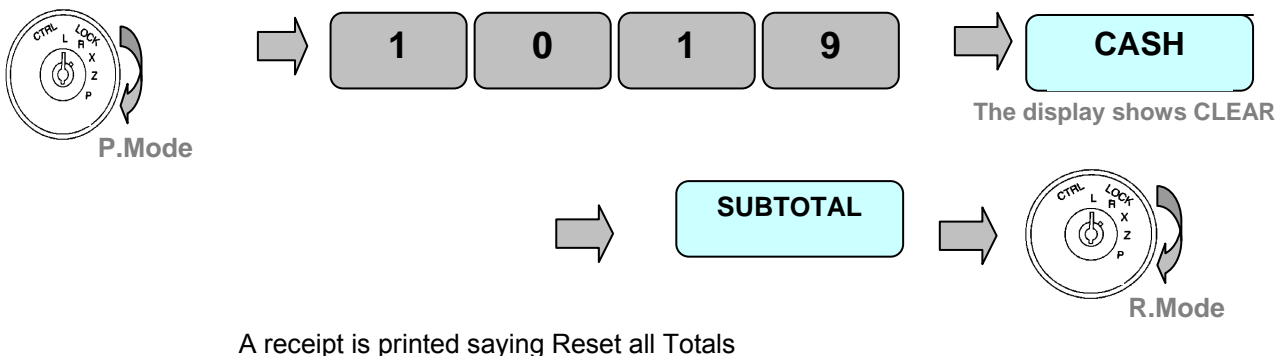 CTRL L LOCK R X Z P
P.Mode
1 0 1 9
CASH
The display shows CLEAR
SUBTOTAL
CTRL L LOCK R X Z P
R.Mode
A receipt is printed saying Reset all Totals